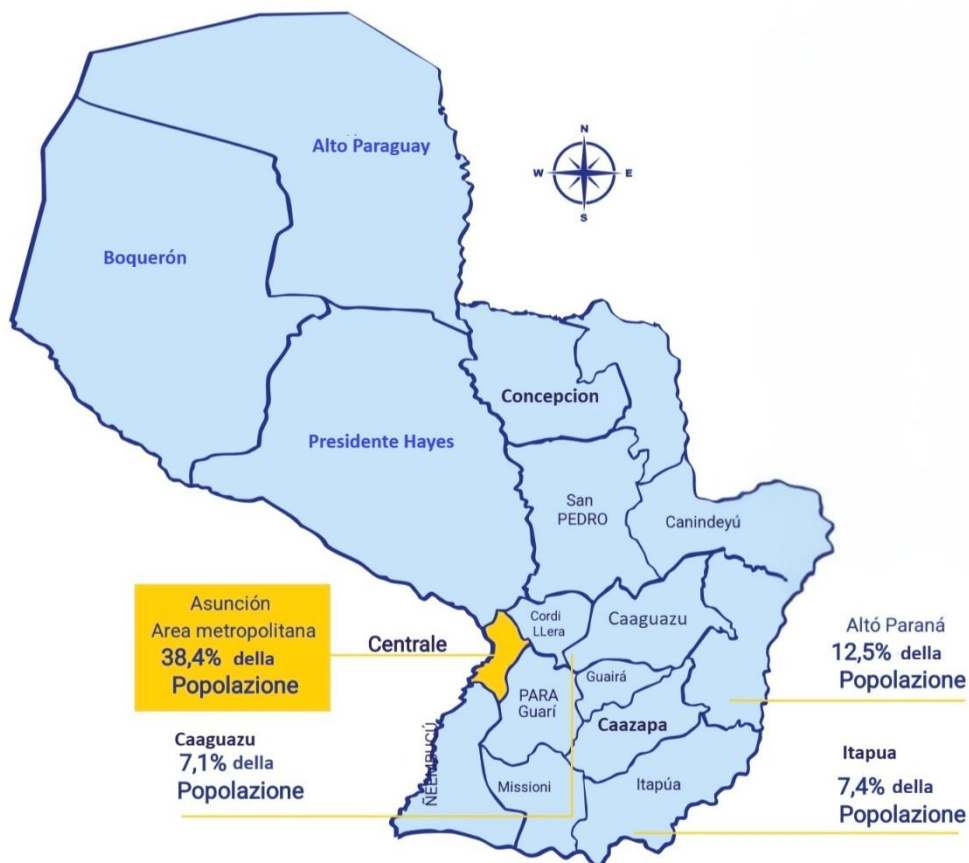 Alto Paraguay
N
W
E
S
Boquerón
Concepcion
Presidente Hayes
San
PEDRO
Canindeyú
Asunción
Area metropolitana
38,4% della
Popolazione
Centrale
Cordi
LLera
Caaguazu
Altó Paraná
12,5% della
Popolazione
Guairá
PARA
Guarí
Caazapa
Caaguazu
7,1% della
Popolazione
ÑEEMBUCÚ
Missioni
Itapúa
Itapua
7,4% della
Popolazione